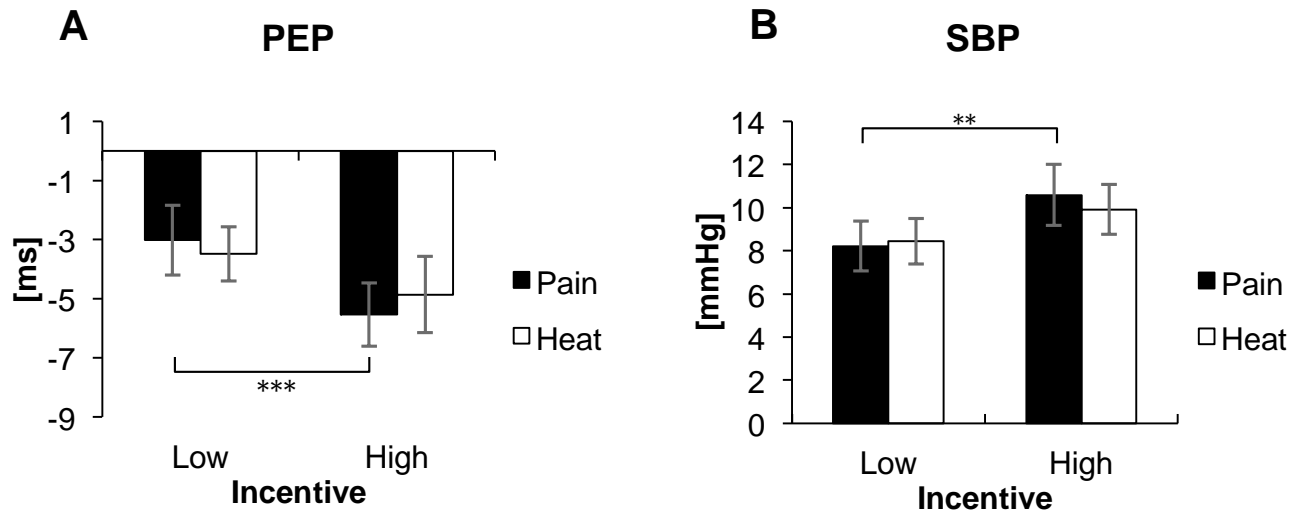 A
PEP
1
-1
-3
-5
-7
-9
[ms]
***
Pain
Heat
Low
High
Incentive
B
SBP
14
12
10
8
6
4
2
0
[mmHg]
**
Pain
Heat
Low
High
Incentive